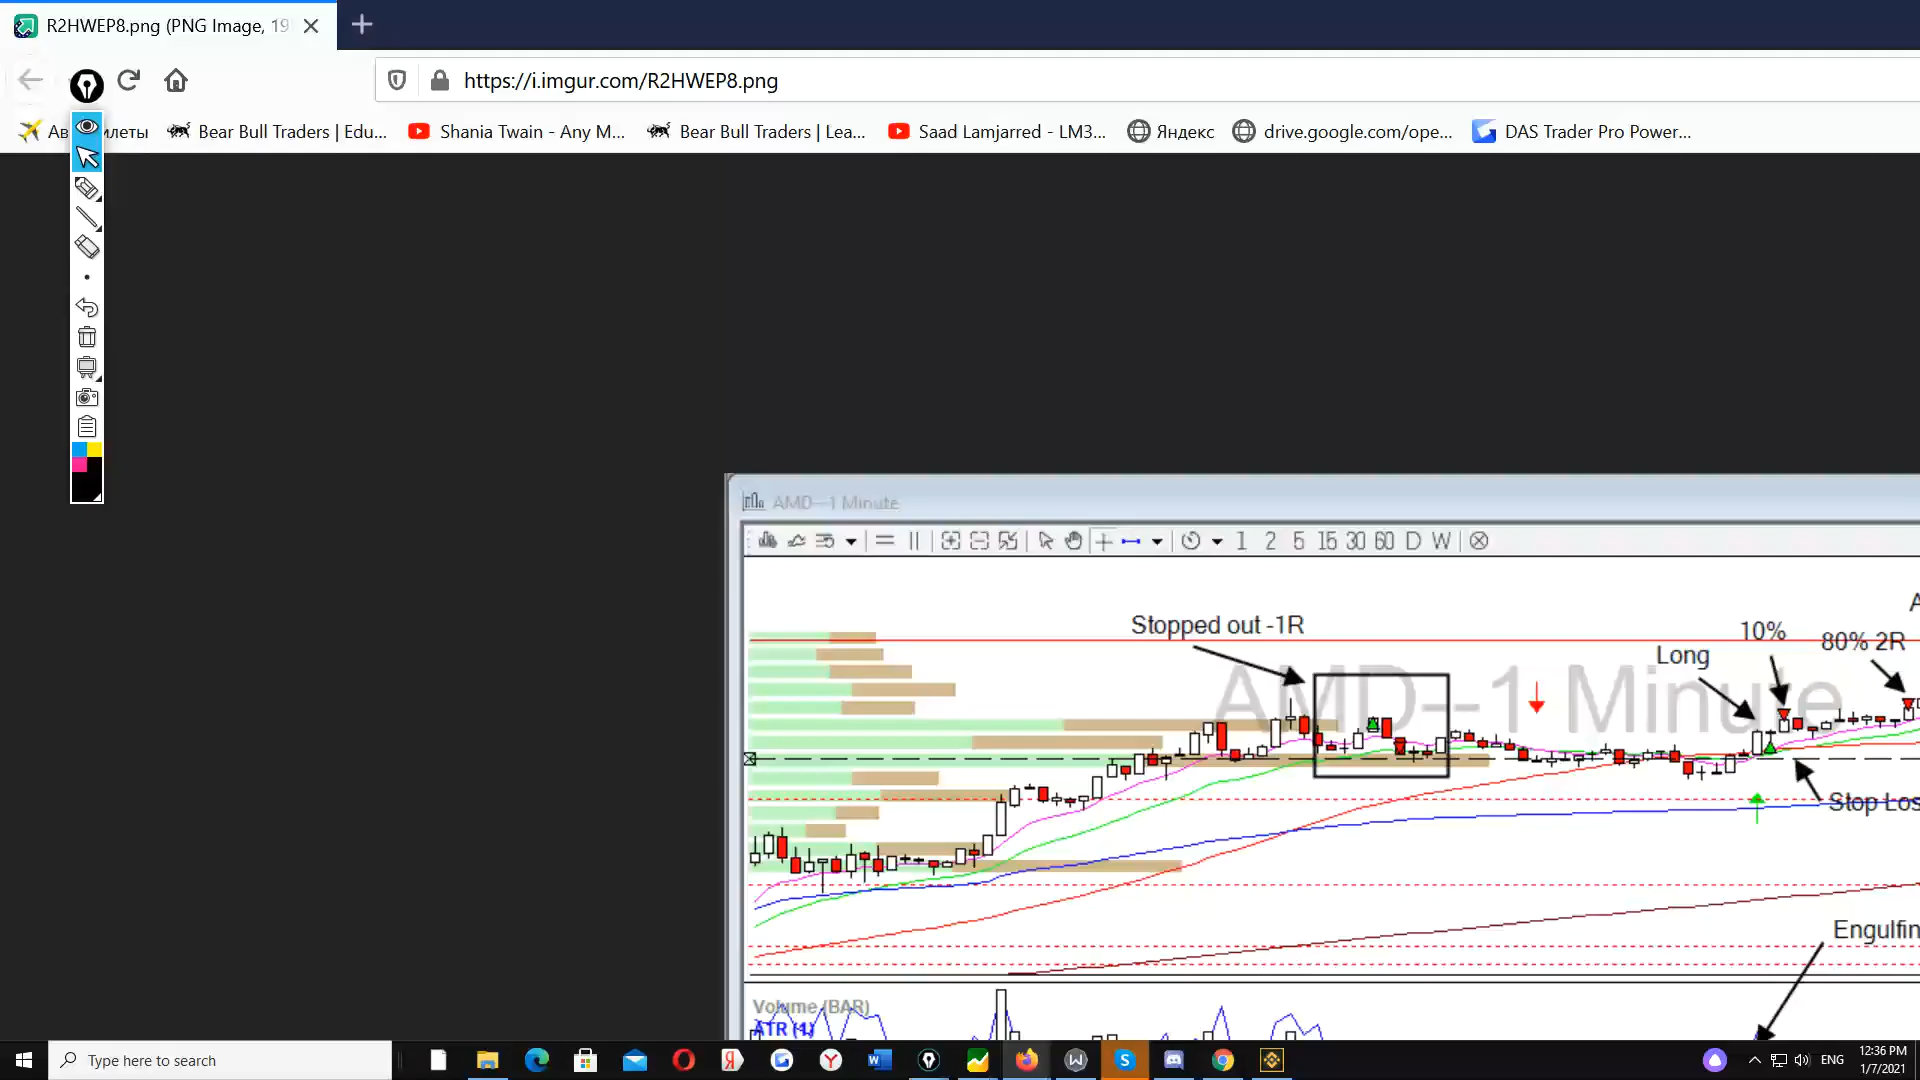 R2HWEP8.png (PNG Image, 19
https://i.imgur.com/R2HWEP8.png
Bear Bull Traders | Edu...
Shania Twain - Any M...
Bear Bull Traders | Lea...
Saad Lamjarred - LM3...
Яндекс
drive.google.com/ope...
DAS Trader Pro Power...
AMD--1 Minute
1 2 5 15 30 60 D W
Stopped out -1R
Long
10%
80% 2R
AMD--1 Minute
Stop Los
Engulfin
Volume (BAR)
ATR (1)
Type here to search
ENG
12:36 PM
1/7/2021